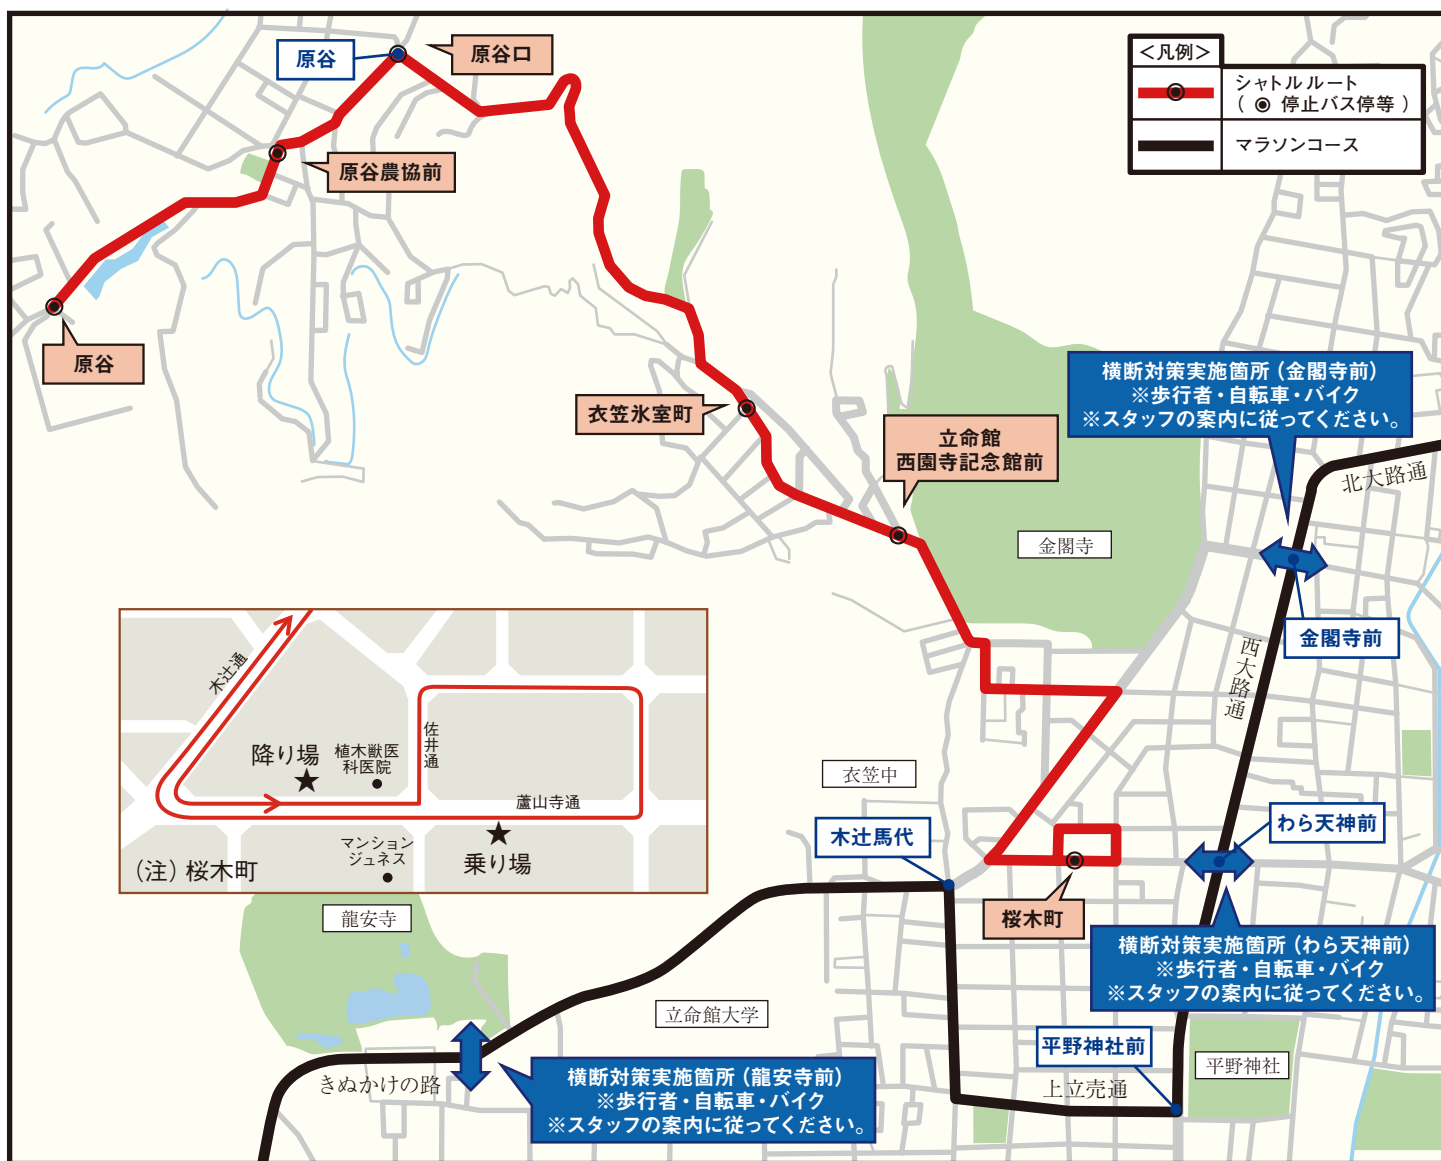 原谷
原谷口
＜凡例＞
シャトルルート
（ ◉ 停止バス停等 ）
マラソンコース
原谷農協前
原谷
衣笠氷室町
立命館
西園寺記念館前
横断対策実施箇所（金閣寺前）
※歩行者・自転車・バイク
※スタッフの案内に従ってください。
北大路通
金閣寺
金閣寺前
西大路通
木辻通
降り場
★
植木獣医
科医院
佐井通
蘆山寺通
マンション
ジュネス
★
乗り場
（注）桜木町
衣笠中
木辻馬代
わら天神前
桜木町
横断対策実施箇所（わら天神前）
※歩行者・自転車・バイク
※スタッフの案内に従ってください。
龍安寺
立命館大学
平野神社前
平野神社
上立売通
きぬかけの路
横断対策実施箇所（龍安寺前）
※歩行者・自転車・バイク
※スタッフの案内に従ってください。